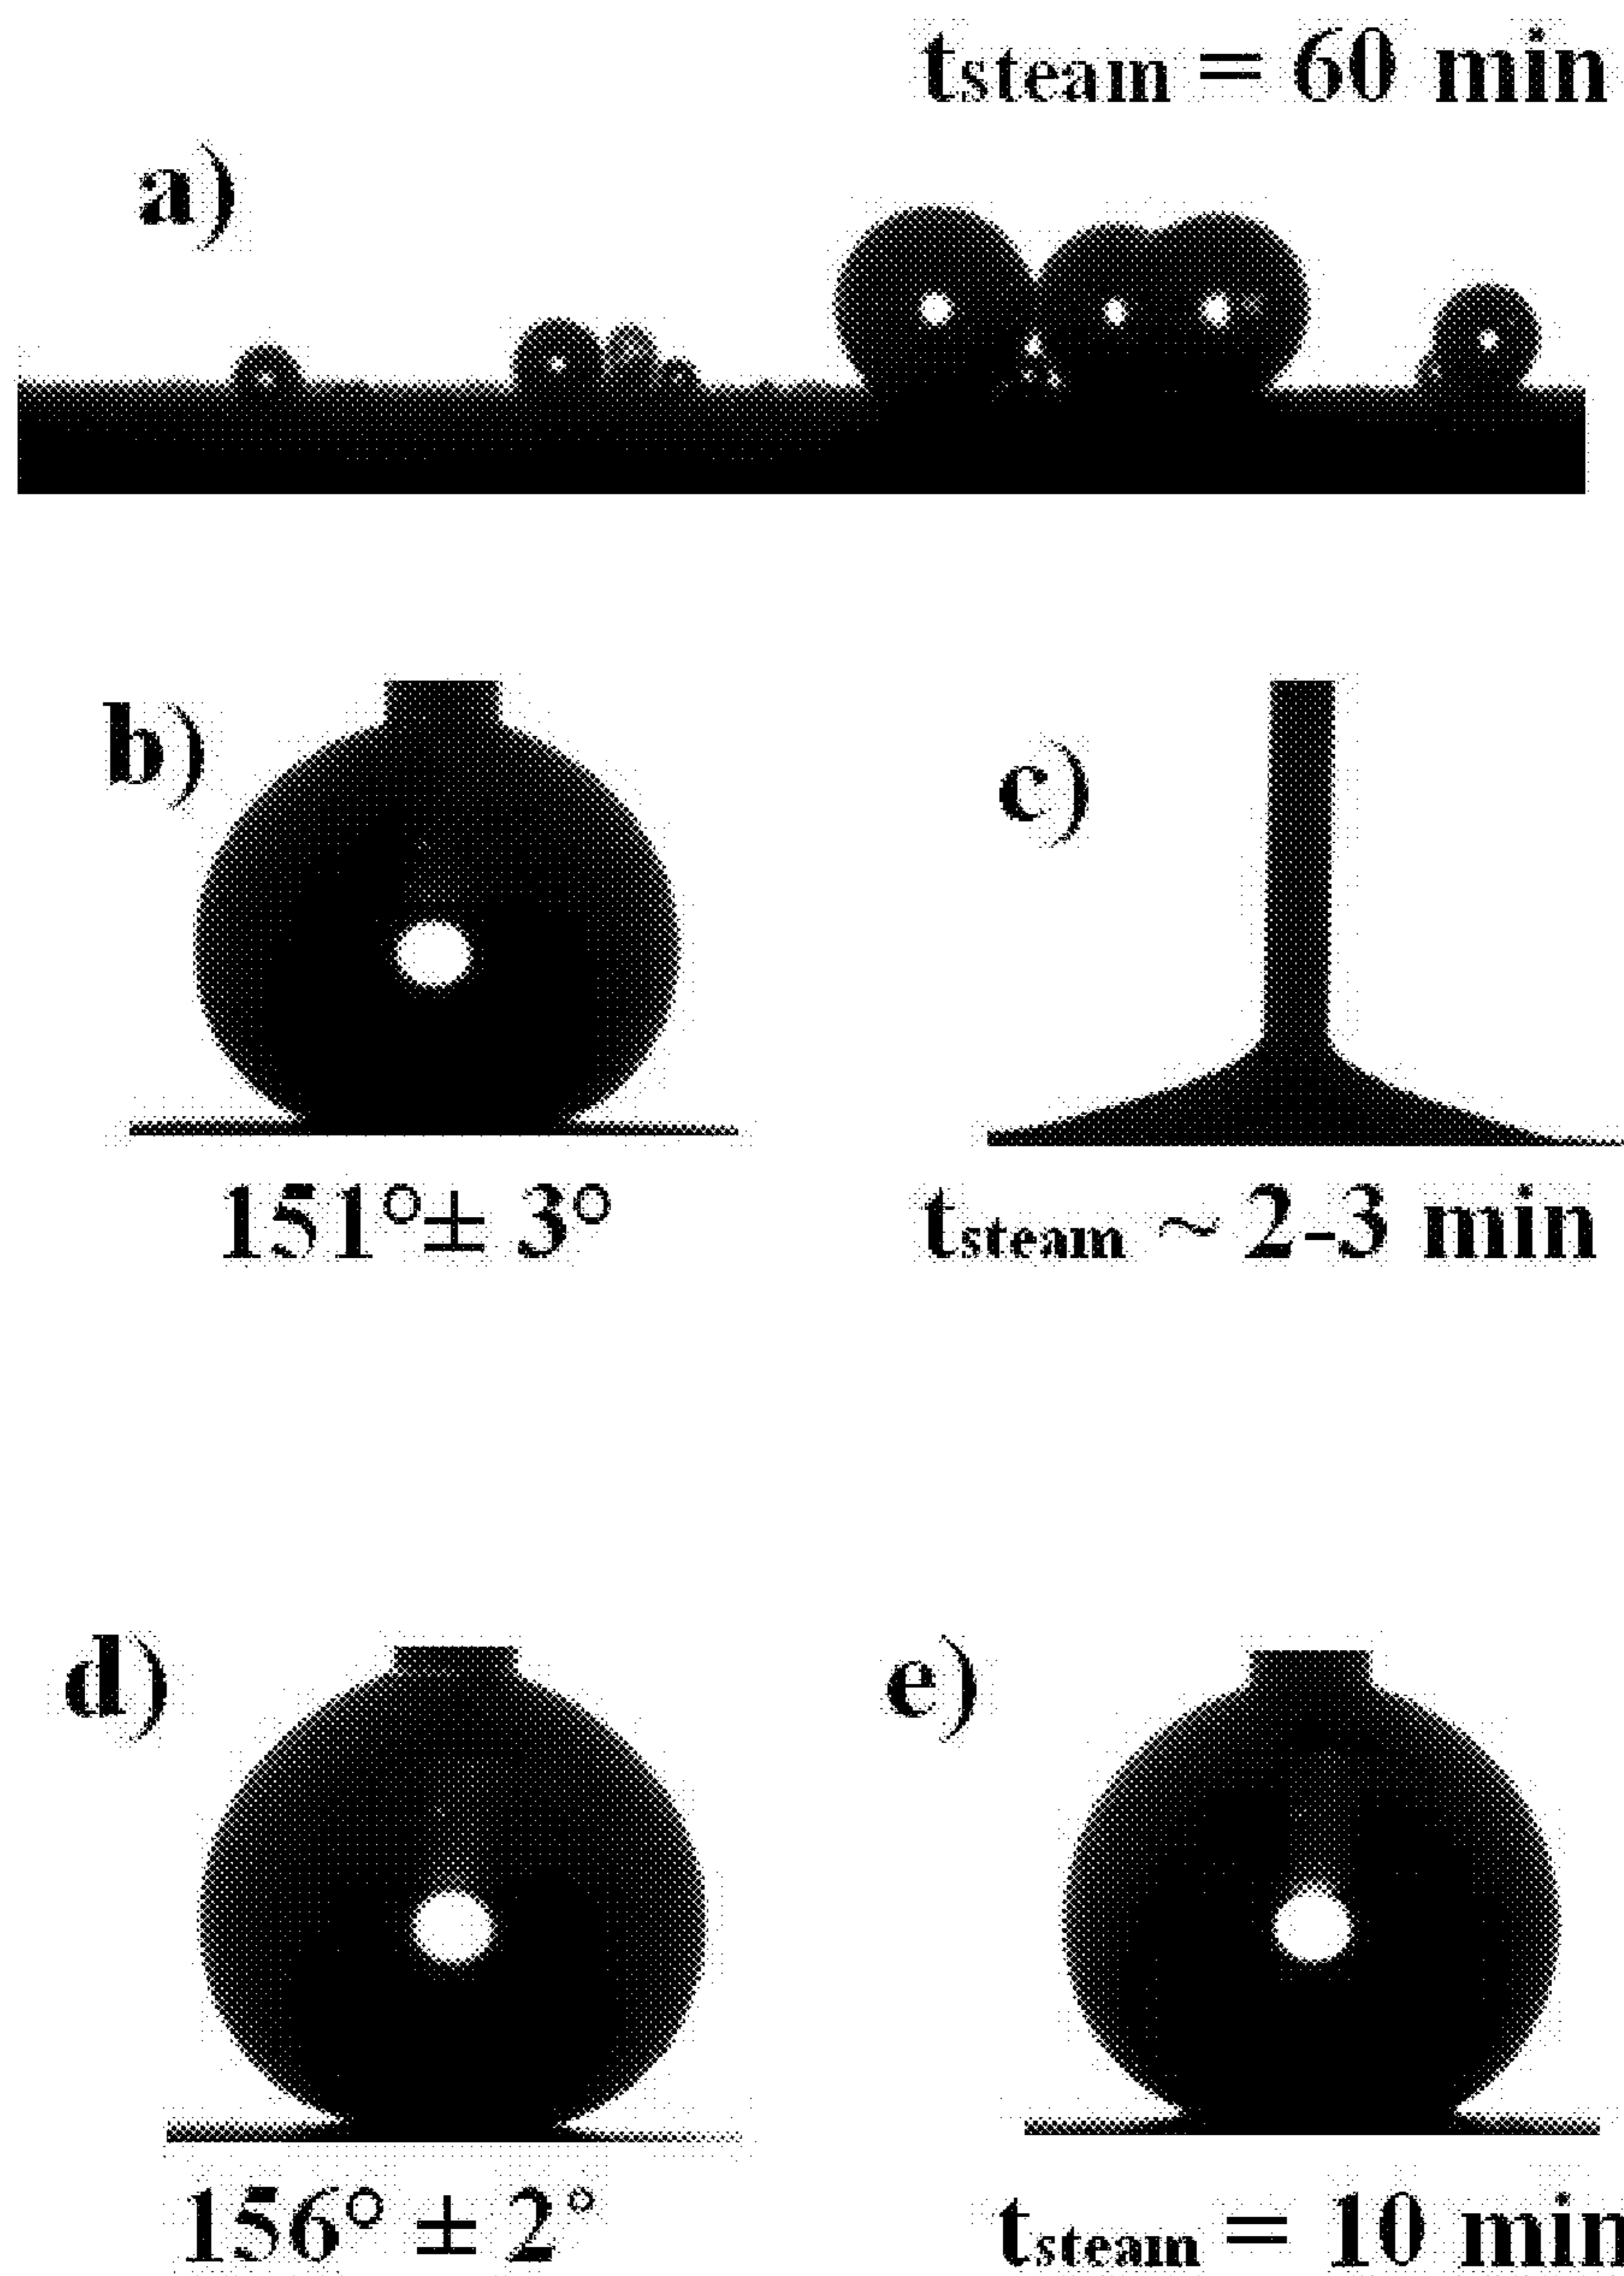 tsteam = 60 min
a)
b)
c)
151°± 3°
tsteam ~ 2-3 min
d)
e)
156° ± 2°
tsteam = 10 min